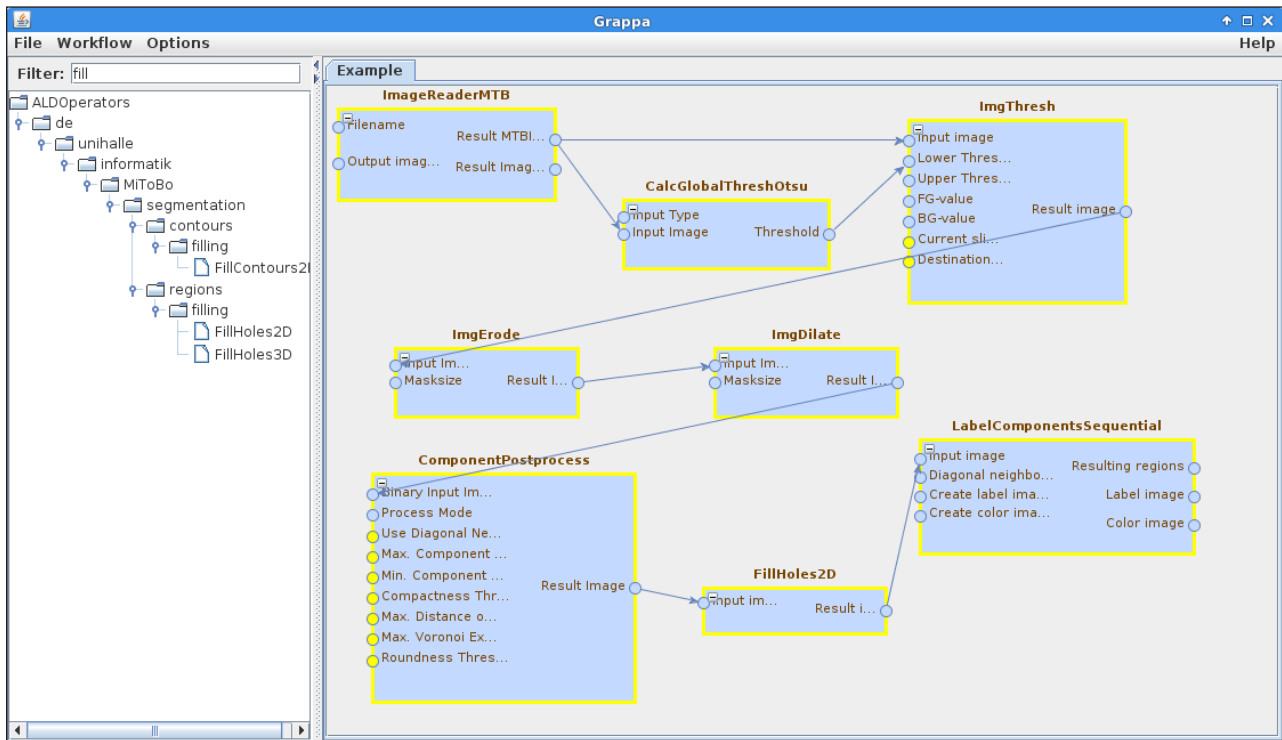 Grappa
File Workflow Options Help
Filter: fill
ALDOperators
de
unihalle
informatik
MiToBo
segmentation
contours
filling
FillContours2
regions
filling
FillHoles2D
FillHoles3D
Example
ImageReaderMTB
Filename
Result MTBI...
Output imag...
Result Imag...
CalcGlobalThreshOtsu
Input Type
Input Image
Threshold
ImgThresh
Input image
Lower Thres...
Upper Thres...
FG-value
BG-value
Result image
Current sli...
Destination...
ImgErode
Input Im...
Masksize
Result I...
ImgDilate
Input Im...
Masksize
Result I...
ComponentPostprocess
Binary Input Im...
Process Mode
Use Diagonal Ne...
Max. Component ...
Min. Component ...
Result Image
Compactness Thr...
Max. Distance o...
Max. Voronoi Ex...
Roundness Thres...
FillHoles2D
Input im...
Result i...
LabelComponentsSequential
Input image
Resulting regions
Diagonal neighbo...
Create label ima...
Label image
Create color ima...
Color image